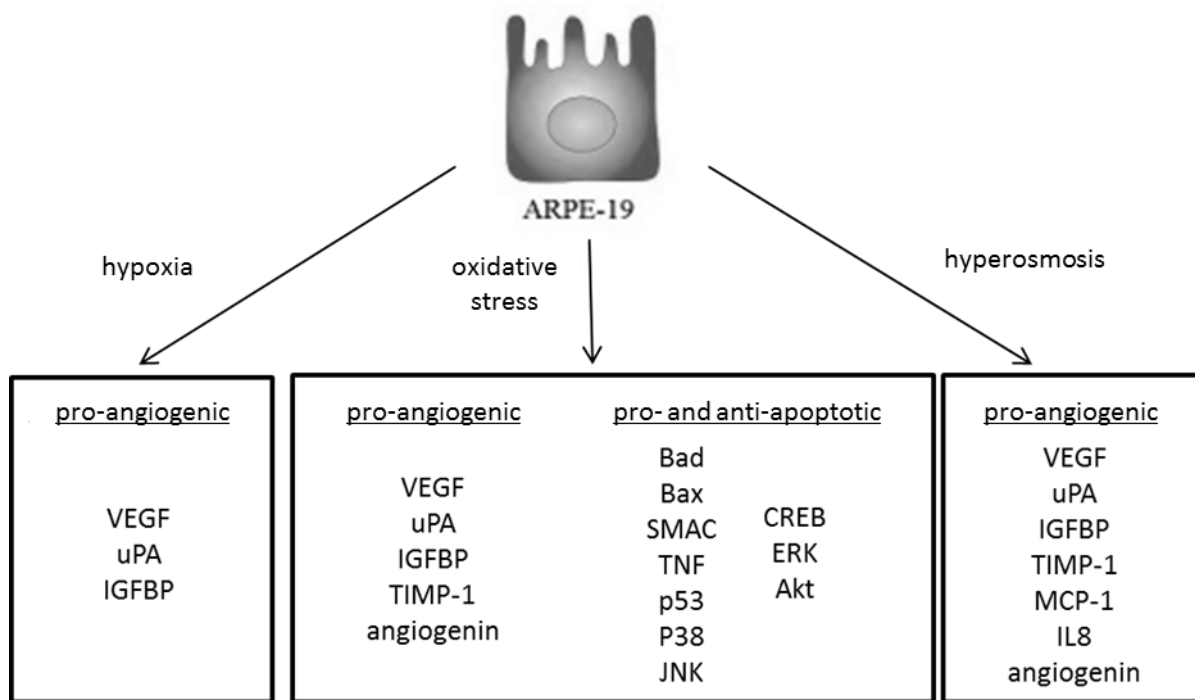 ARPE-19
hypoxia
oxidative
stress
hyperosmosis
pro-angiogenic
VEGF
uPA
IGFBP
pro-angiogenic
VEGF
uPA
IGFBP
TIMP-1
angiogenin
pro- and anti-apoptotic
Bad
Bax
SMAC
TNF
p53
P38
JNK
CREB
ERK
Akt
pro-angiogenic
VEGF
uPA
IGFBP
TIMP-1
MCP-1
IL8
angiogenin